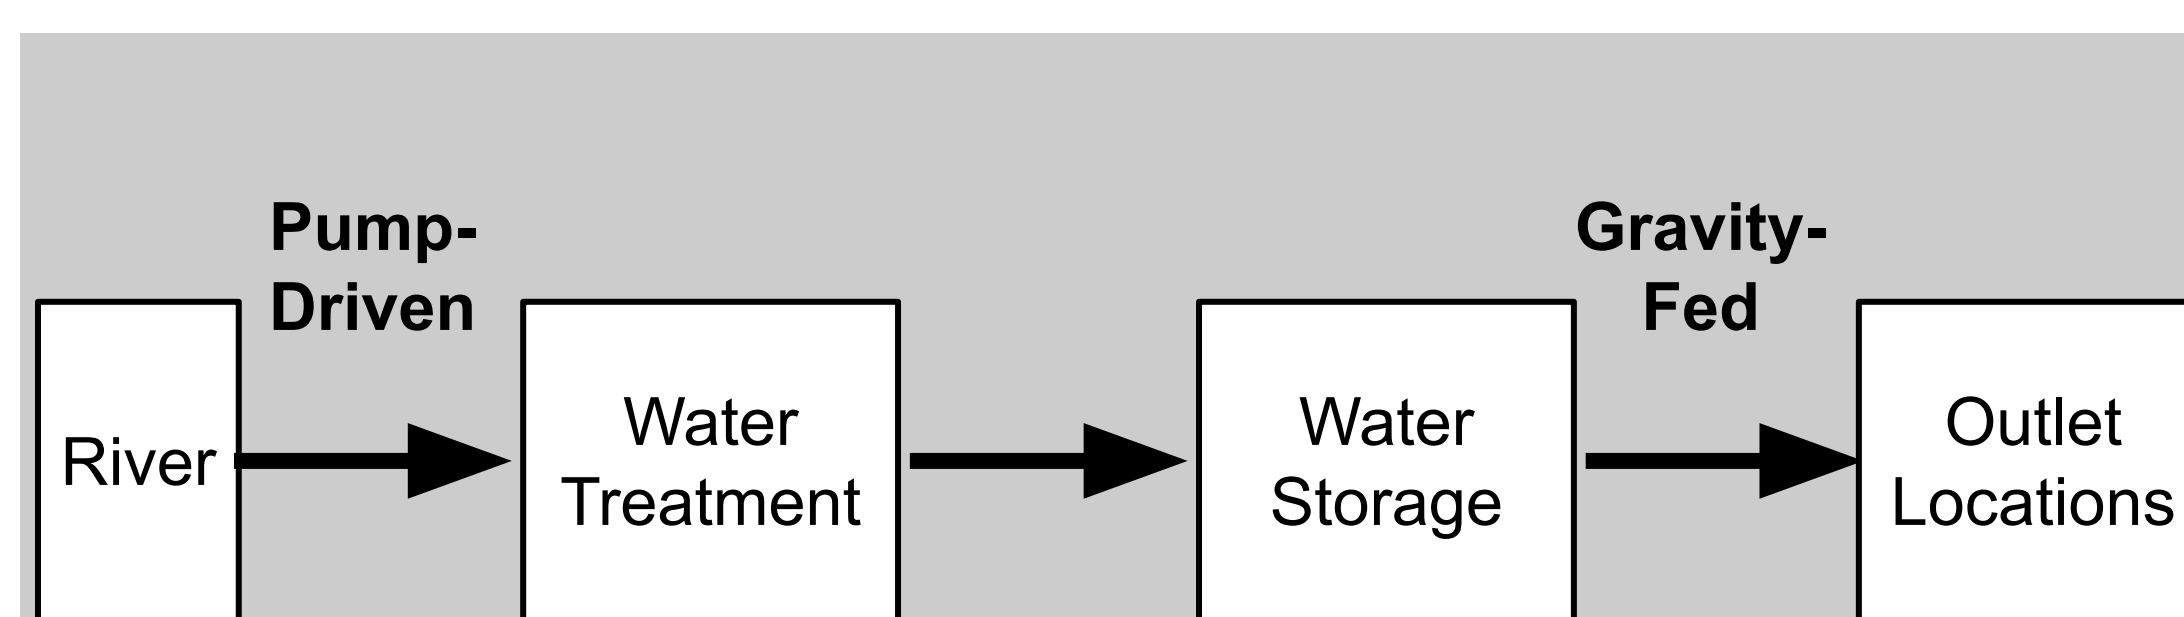 Pump-
Driven
Gravity-
Fed
River
Water
Treatment
Water
Storage
Outlet
Locations